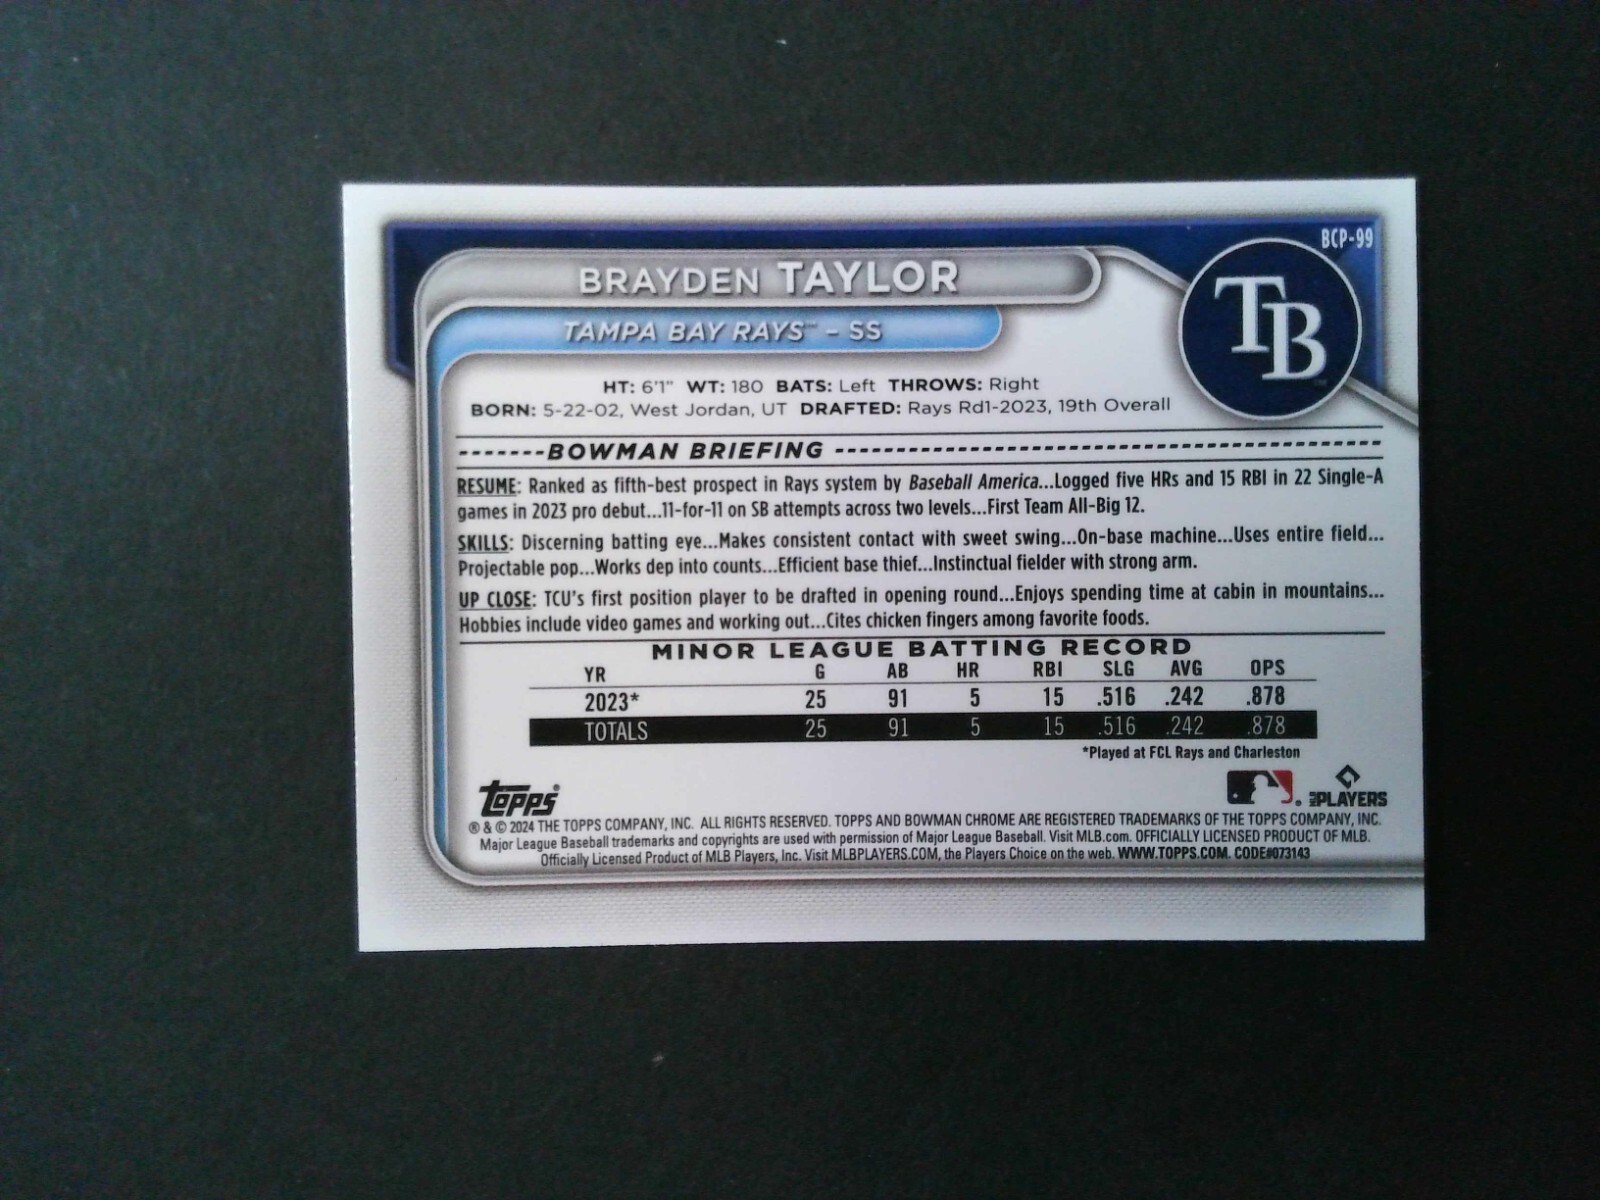 BCP-99
BRAYDEN TAYLOR
TB
TAMPA BAY RAYS™ – SS
HT: 6'1" WT: 180 BATS: Left THROWS: Right
BORN: 5-22-02, West Jordan, UT DRAFTED: Rays Rd1-2023, 19th Overall
BOWMAN BRIEFING
RESUME: Ranked as fifth-best prospect in Rays system by Baseball America...Logged five HRs and 15 RBI in 22 Single-A
games in 2023 pro debut...11-for-11 on SB attempts across two levels...First Team All-Big 12.
SKILLS: Discerning batting eye...Makes consistent contact with sweet swing...On-base machine...Uses entire field...
Projectable pop...Works dep into counts...Efficient base thief...Instinctual fielder with strong arm.
UP CLOSE: TCU's first position player to be drafted in opening round...Enjoys spending time at cabin in mountains...
Hobbies include video games and working out...Cites chicken fingers among favorite foods.
MINOR LEAGUE BATTING RECORD
YR G AB HR RBI SLG AVG OPS
2023* 25 91 5 15 .516 .242 .878
TOTALS 25 91 5 15 .516 .242 .878
*Played at FCL Rays and Charleston
topps®
MLB PLAYERS
® & © 2024 THE TOPPS COMPANY, INC. ALL RIGHTS RESERVED. TOPPS AND BOWMAN CHROME ARE REGISTERED TRADEMARKS OF THE TOPPS COMPANY, INC.
Major League Baseball trademarks and copyrights are used with permission of Major League Baseball. Visit MLB.com. OFFICIALLY LICENSED PRODUCT OF MLB.
Officially Licensed Product of MLB Players, Inc. Visit MLBPLAYERS.COM, the Players Choice on the web. WWW.TOPPS.COM. CODE#073143